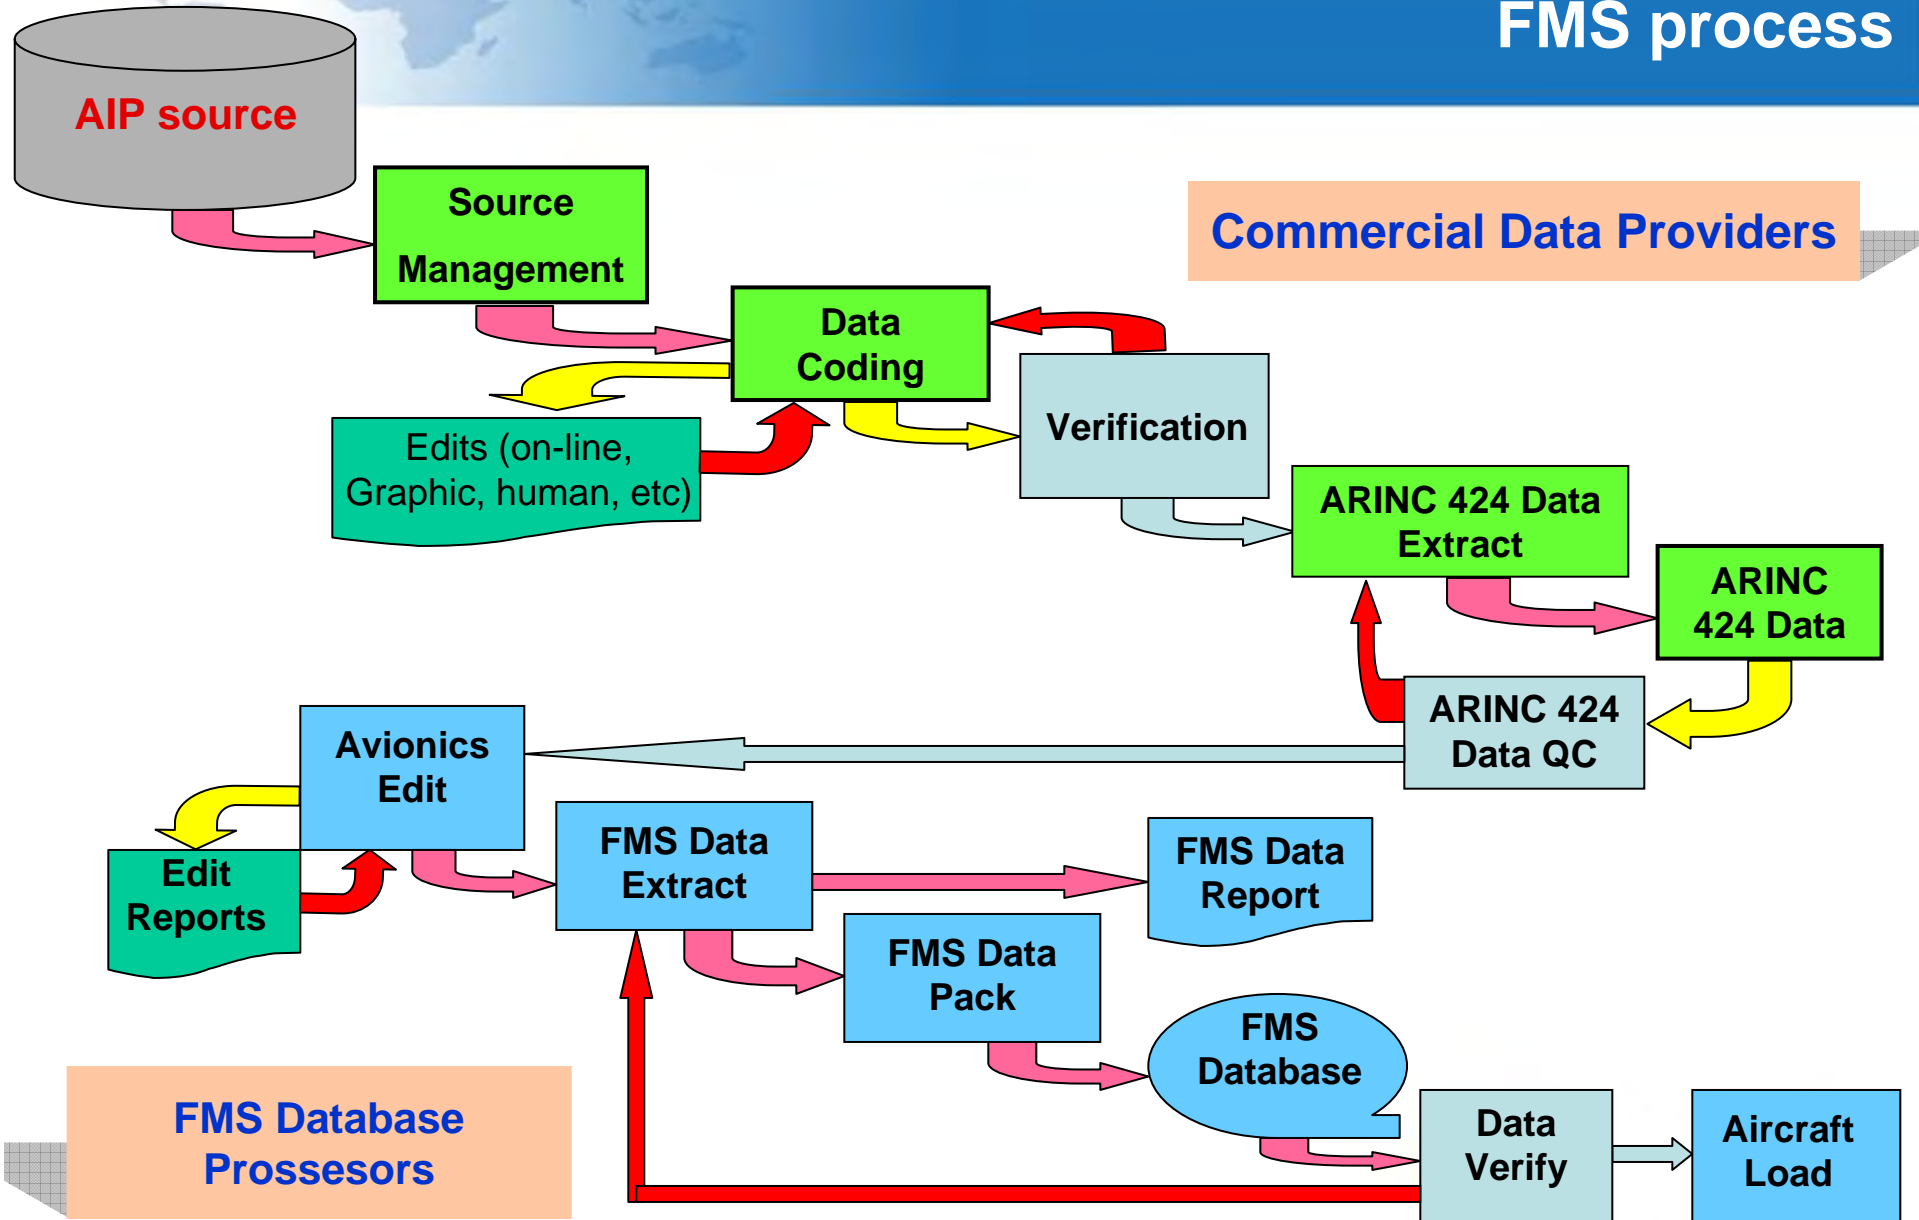 FMS process
AIP source
Source
Management
Commercial Data Providers
Data
Coding
Edits (on-line,
Graphic, human, etc)
Verification
ARINC 424 Data
Extract
ARINC
424 Data
ARINC 424
Data QC
Avionics
Edit
Edit
Reports
FMS Data
Extract
FMS Data
Report
FMS Data
Pack
FMS
Database
FMS Database
Prossesors
Data
Verify
Aircraft
Load